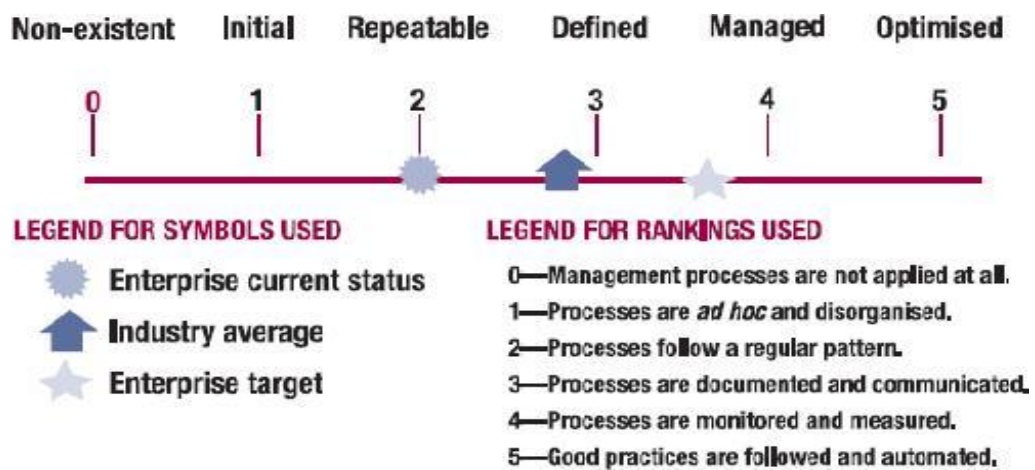 Non-existent Initial Repeatable Defined Managed Optimised
0 1 2 3 4 5
LEGEND FOR SYMBOLS USED
Enterprise current status
Industry average
Enterprise target
LEGEND FOR RANKINGS USED
0—Management processes are not applied at all.
1—Processes are ad hoc and disorganised.
2—Processes follow a regular pattern.
3—Processes are documented and communicated.
4—Processes are monitored and measured.
5—Good practices are followed and automated.